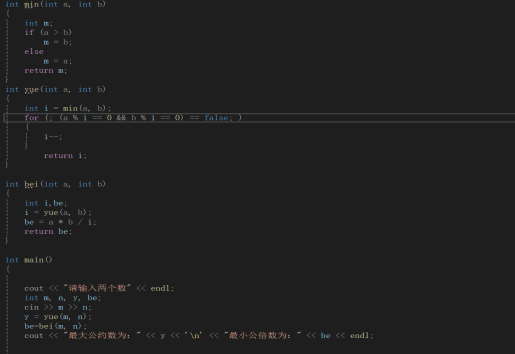 int min(int a, int b)
{
int m;
if (a > b)
m = b;
else
m = a;
return m;
}
int yue(int a, int b)
{
int i = min(a, b);
for (; (a % i == 0 && b % i == 0) == false; )
{
i--;
}
return i;
}
int bei(int a, int b)
{
int i,be;
i = yue(a, b);
be = a * b / i;
return be;
}
int main()
{
cout << "请输入两个数" << endl;
int m, n, y, be;
cin >> m >> n;
y = yue(m, n);
be=bei(m, n);
cout << "最大公约数为：" << y << '\n' << "最小公倍数为：" << be << endl;